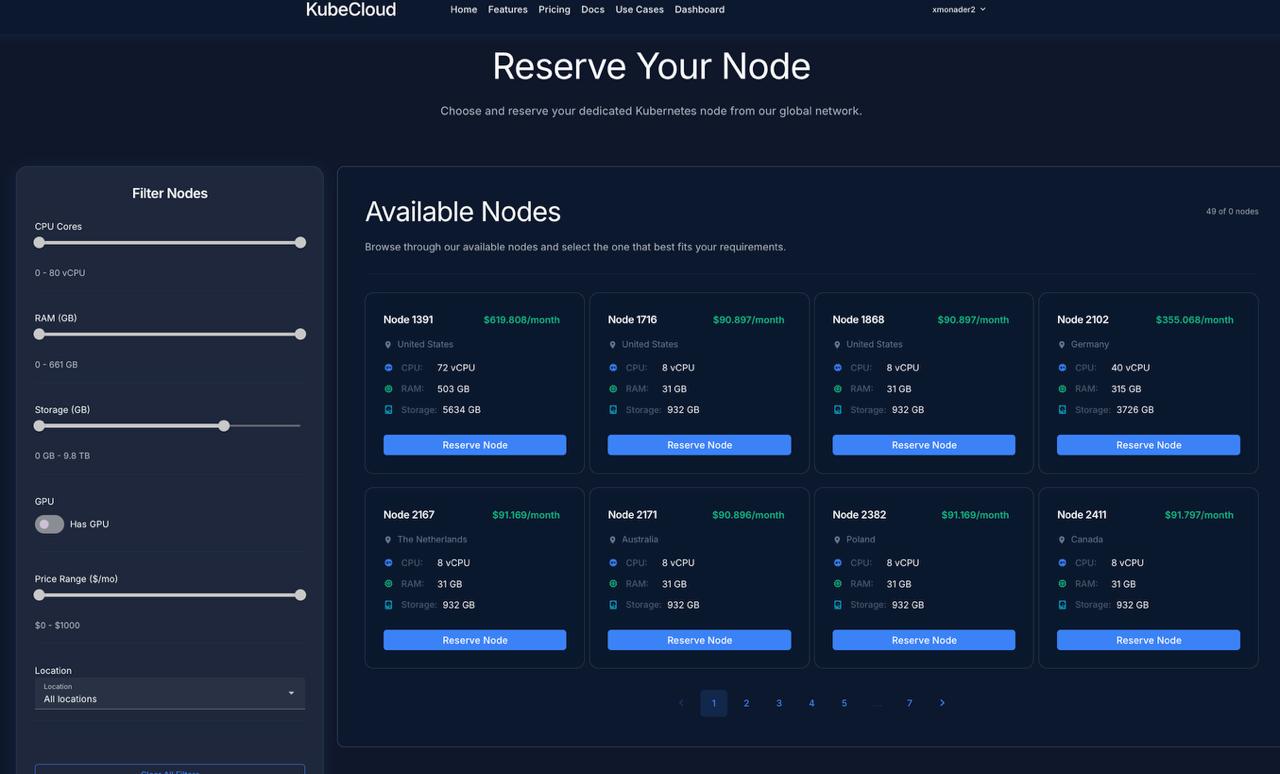 KubeCloud
Home Features Pricing Docs Use Cases Dashboard
xmonader2
Reserve Your Node
Choose and reserve your dedicated Kubernetes node from our global network.
Filter Nodes
CPU Cores
0 - 80 vCPU
RAM (GB)
0 - 661 GB
Storage (GB)
0 GB - 9.8 TB
GPU
Has GPU
Price Range ($/mo)
$0 - $1000
Location
Location
All locations
Clear All Filters
Available Nodes
49 of 0 nodes
Browse through our available nodes and select the one that best fits your requirements.
Node 1391 $619.808/month
United States
CPU: 72 vCPU
RAM: 503 GB
Storage: 5634 GB
Reserve Node
Node 1716 $90.897/month
United States
CPU: 8 vCPU
RAM: 31 GB
Storage: 932 GB
Reserve Node
Node 1868 $90.897/month
United States
CPU: 8 vCPU
RAM: 31 GB
Storage: 932 GB
Reserve Node
Node 2102 $355.068/month
Germany
CPU: 40 vCPU
RAM: 315 GB
Storage: 3726 GB
Reserve Node
Node 2167 $91.169/month
The Netherlands
CPU: 8 vCPU
RAM: 31 GB
Storage: 932 GB
Reserve Node
Node 2171 $90.896/month
Australia
CPU: 8 vCPU
RAM: 31 GB
Storage: 932 GB
Reserve Node
Node 2382 $91.169/month
Poland
CPU: 8 vCPU
RAM: 31 GB
Storage: 932 GB
Reserve Node
Node 2411 $91.797/month
Canada
CPU: 8 vCPU
RAM: 31 GB
Storage: 932 GB
Reserve Node
1 2 3 4 5 ... 7